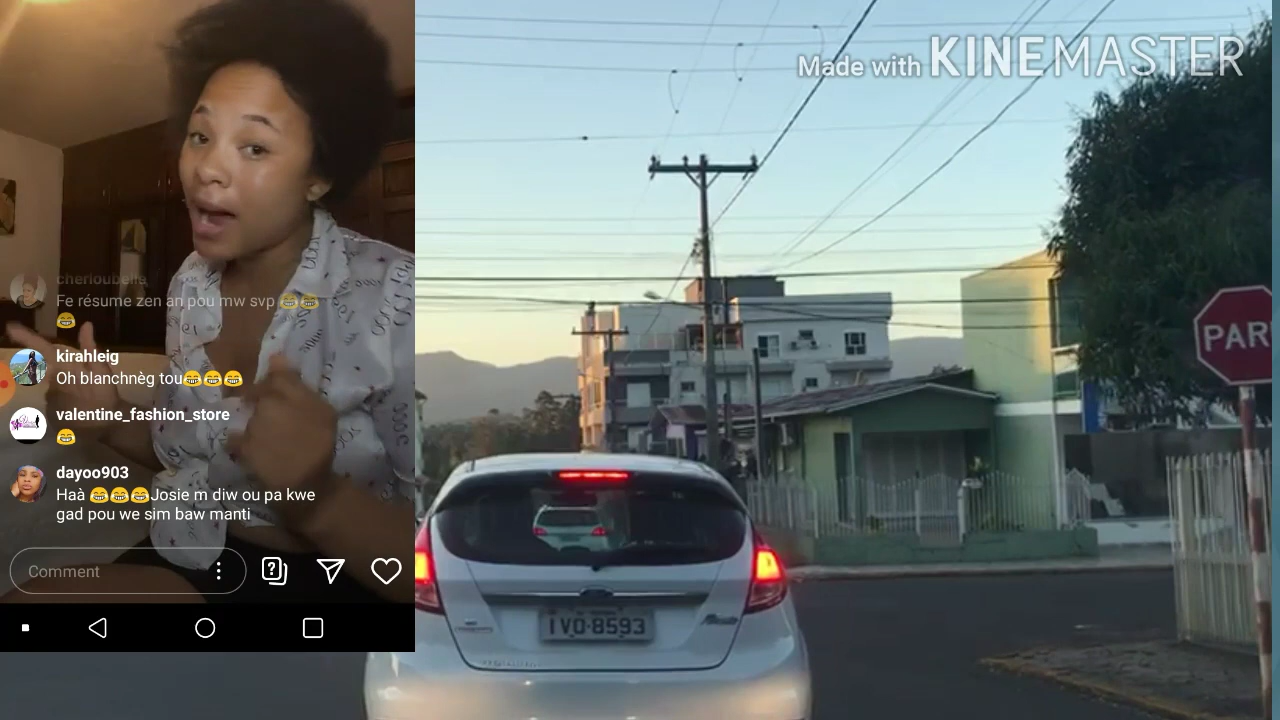 Made with KINEMASTER
cherloubella
Fe résume zen an pou mw svp 😂😂
😂
kirahleig
Oh blanchnèg tou😂😂😂
valentine_fashion_store
😂
dayoo903
Haà 😂😂😂Josie m diw ou pa kwe
gad pou we sim baw manti
Comment
PAR
IVO-8593